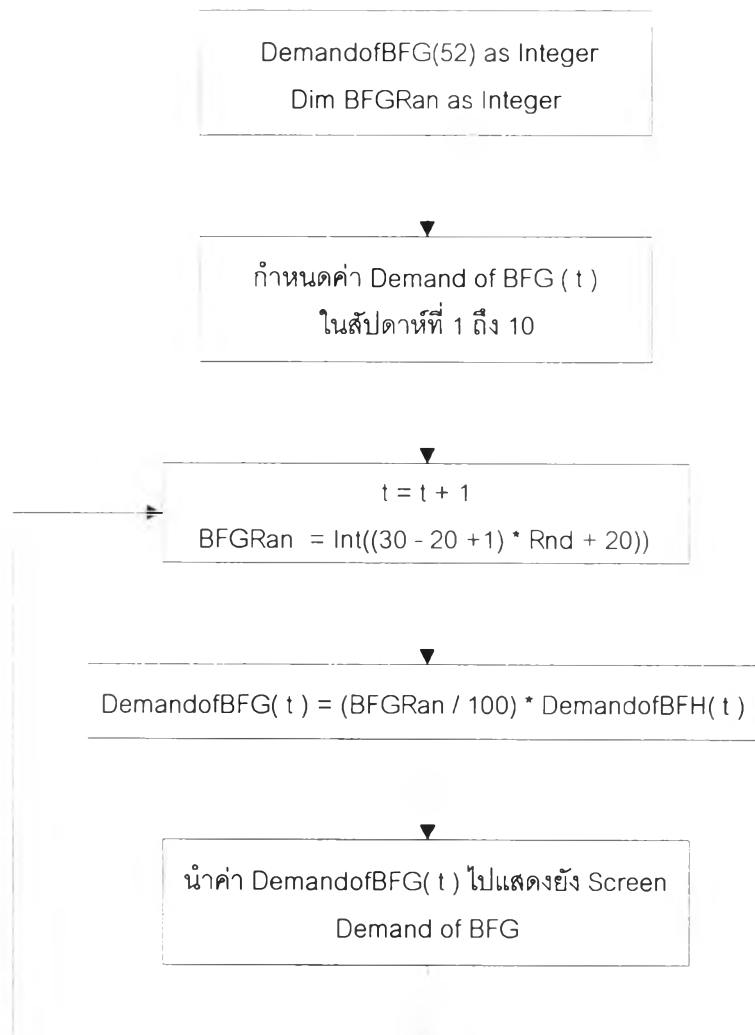 DemandofBFG(52) as Integer
Dim BFGRan as Integer
กำหนดค่า Demand of BFG ( t )
ในสัปดาห์ที่ 1 ถึง 10
t = t + 1
BFGRan = Int((30 - 20 +1) * Rnd + 20))
DemandofBFG( t ) = (BFGRan / 100) * DemandofBFH( t )
นำค่า DemandofBFG( t ) ไปแสดงยัง Screen
Demand of BFG